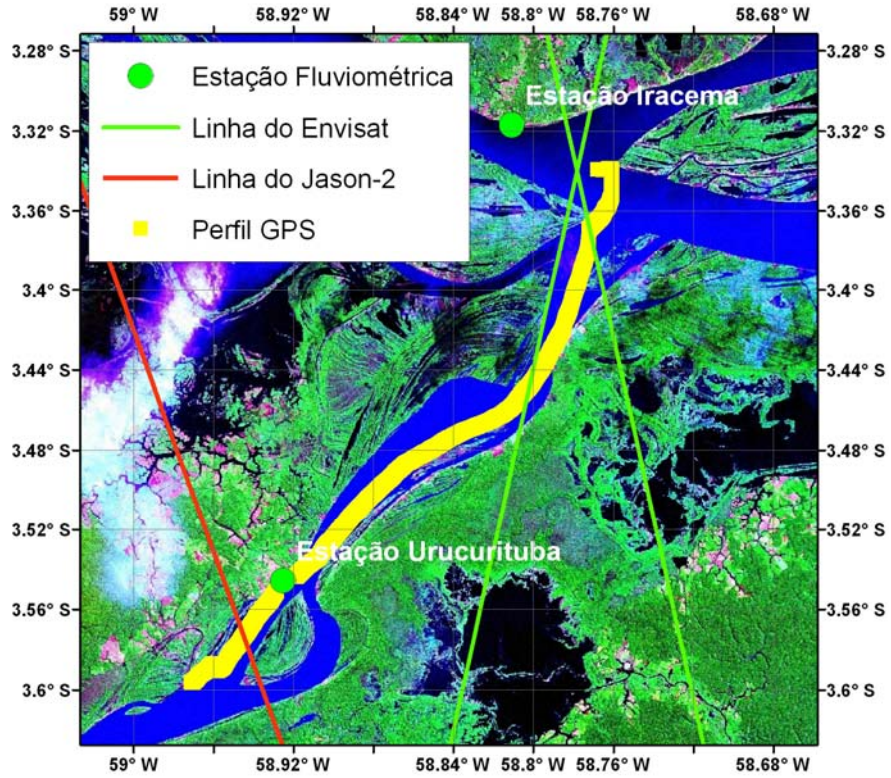 59° W 58.92° W 58.84° W 58.8° W 58.76° W 58.68° W
3.28° S 3.28° S
Estação Fluviométrica
Estação Iracema
Linha do Envisat
3.32° S 3.32° S
Linha do Jason-2
3.36° S 3.36° S
Perfil GPS
3.4° S 3.4° S
3.44° S 3.44° S
3.48° S 3.48° S
3.52° S 3.52° S
Estação Urucurituba
3.56° S 3.56° S
3.6° S 3.6° S
59° W 58.92° W 58.84° W 58.8° W 58.76° W 58.68° W